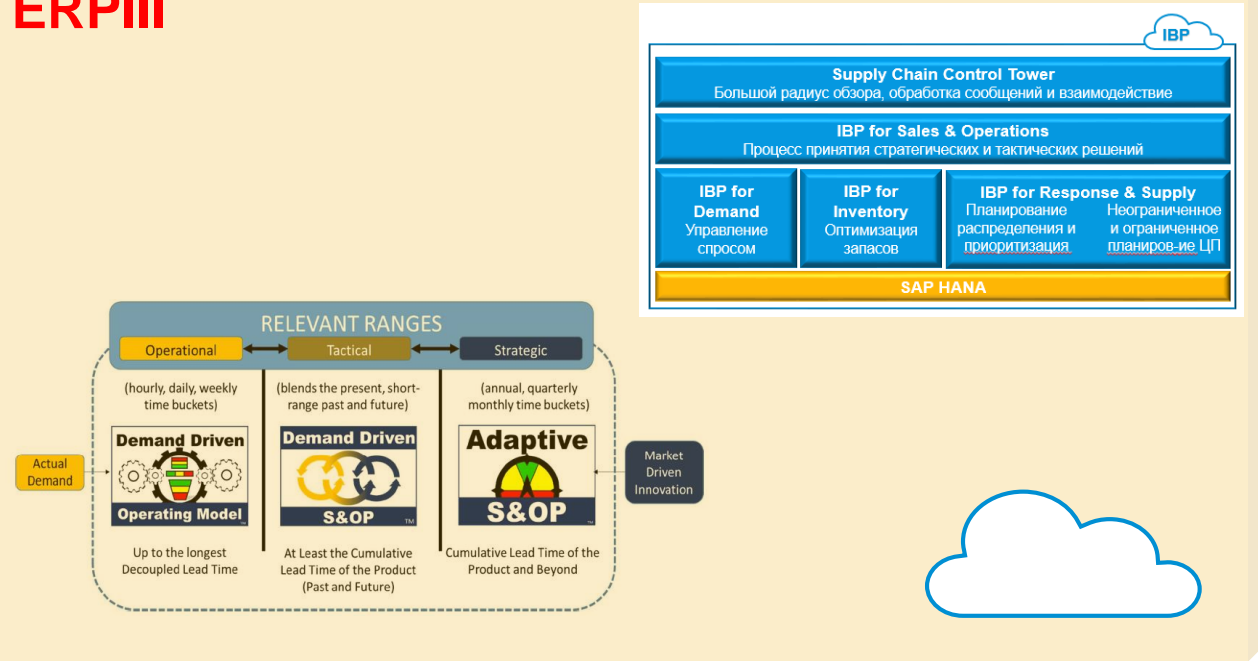 ERPIII
IBP
Supply Chain Control Tower
Большой радиус обзора, обработка сообщений и взаимодействие
IBP for Sales & Operations
Процесс принятия стратегических и тактических решений
IBP for
Demand
Управление
спросом
IBP for
Inventory
Оптимизация
запасов
IBP for Response & Supply
Планирование
распределения и
приоритизация
Неограниченное
и ограниченное
планиров-ие ЦП
SAP HANA
RELEVANT RANGES
Operational
Tactical
Strategic
(hourly, daily, weekly
time buckets)
(blends the present, short-
range past and future)
(annual, quarterly
monthly time buckets)
Actual
Demand
Demand Driven
Operating Model
TM
Demand Driven
S&OP
TM
Adaptive
S&OP
TM
Market
Driven
Innovation
Up to the longest
Decoupled Lead Time
At Least the Cumulative
Lead Time of the Product
(Past and Future)
Cumulative Lead Time of the
Product and Beyond